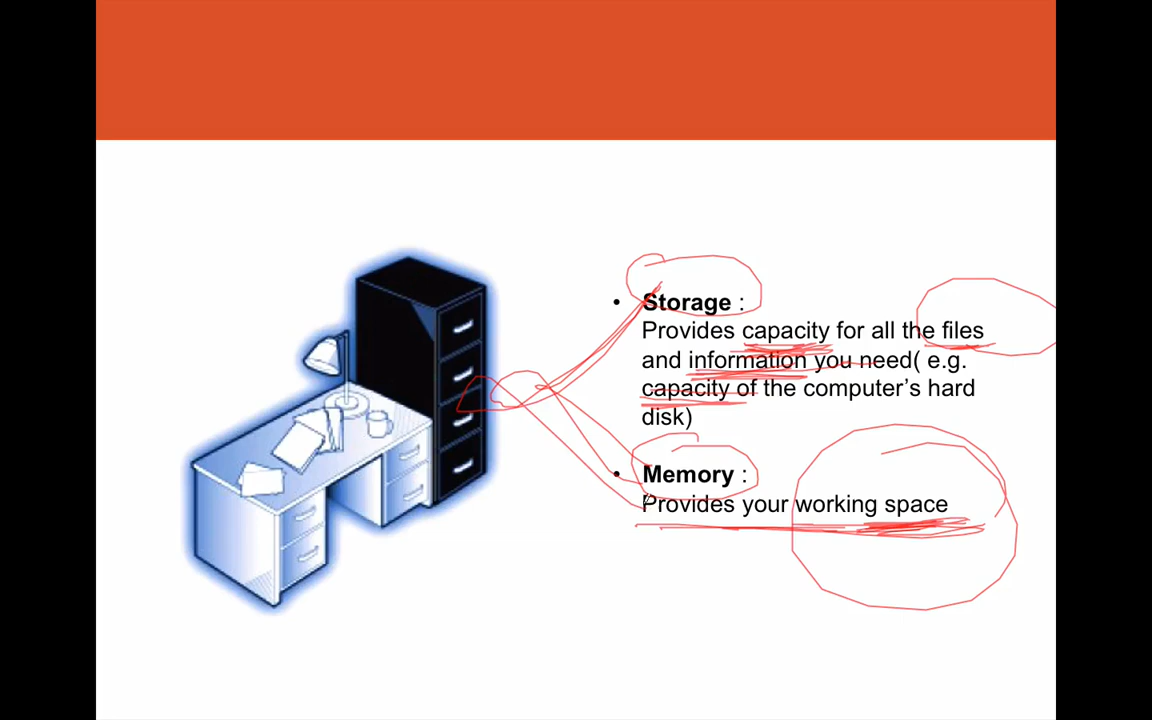 • Storage :
Provides capacity for all the files
and information you need( e.g.
capacity of the computer’s hard
disk)
• Memory :
Provides your working space